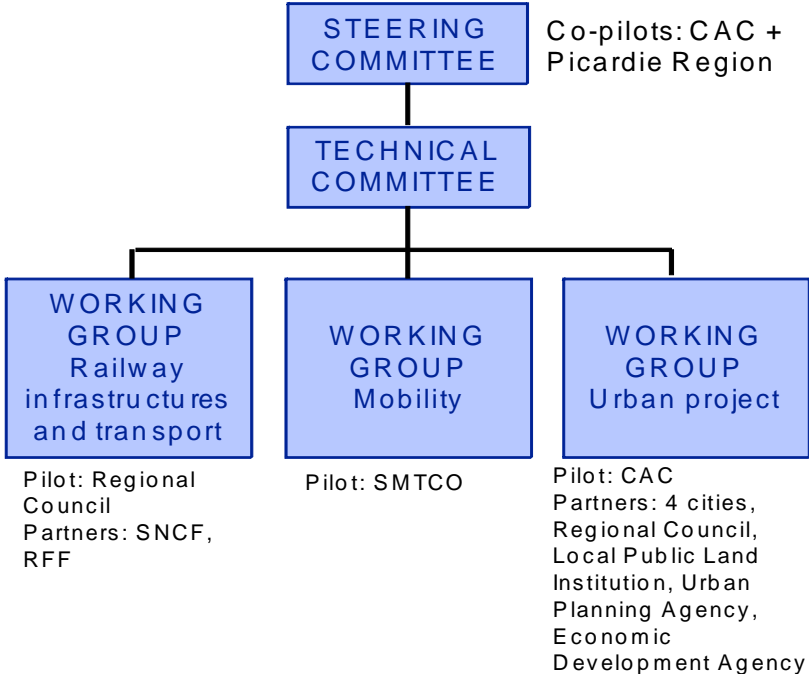 STEERING
COMMITTEE
Co-pilots: CAC +
Picardie Region
TECHNICAL
COMMITTEE
WORKING
GROUP
Railway
infrastructures
and transport
WORKING
GROUP
Mobility
WORKING
GROUP
Urban project
Pilot: Regional
Council
Partners: SNCF,
RFF
Pilot: SMTCO
Pilot: CAC
Partners: 4 cities,
Regional Council,
Local Public Land
Institution, Urban
Planning Agency,
Economic
Development Agency